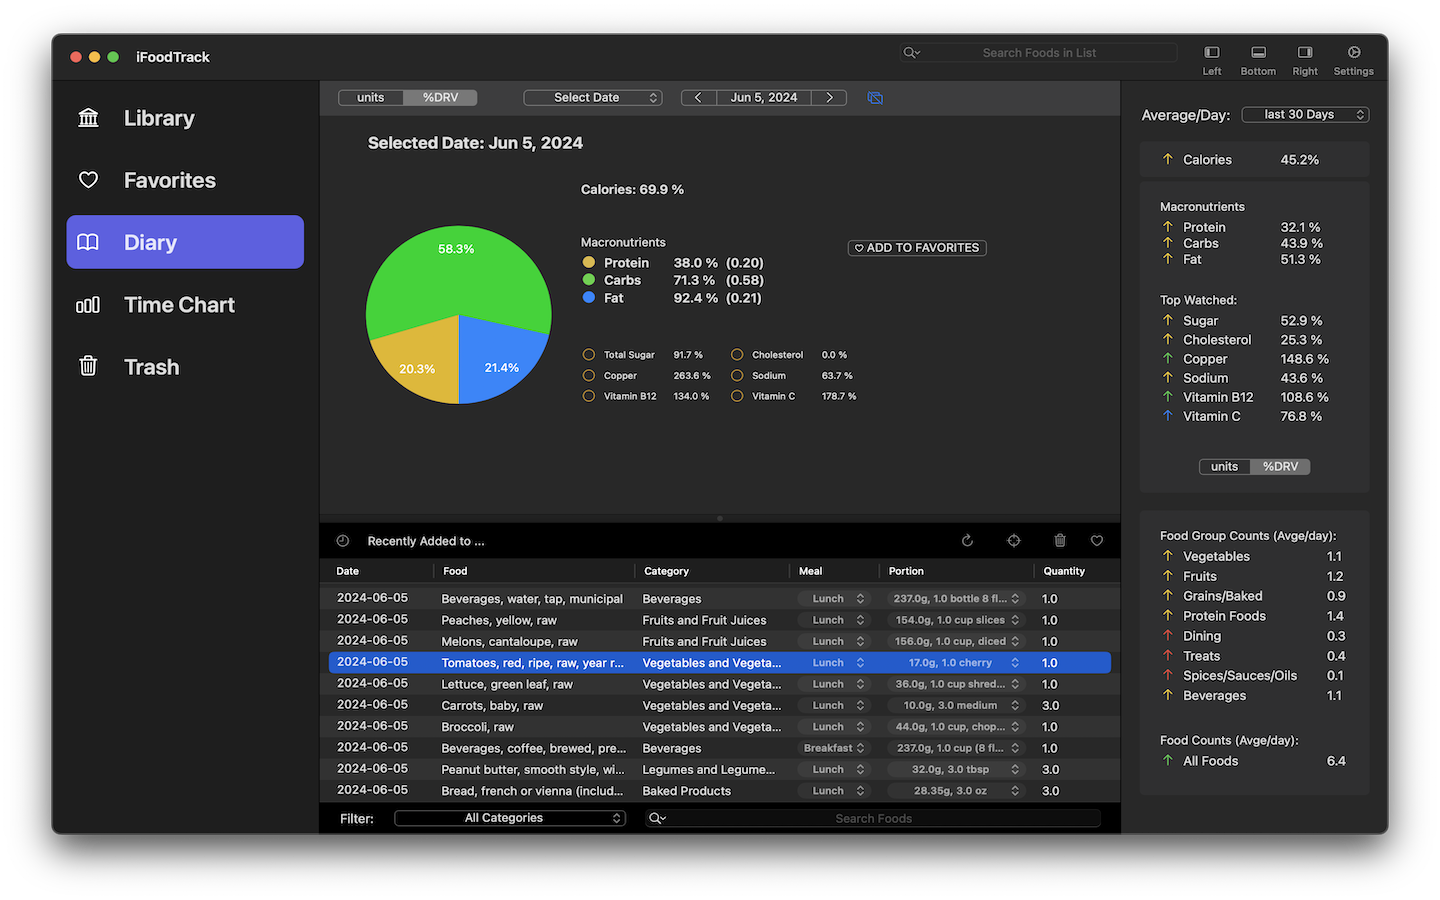 iFoodTrack
Search Foods in List
Left Bottom Right Settings
Library
Favorites
Diary
Time Chart
Trash
units %DRV Select Date Jun 5, 2024
Selected Date: Jun 5, 2024
Calories: 69.9 %
58.3%
20.3%
21.4%
Macronutrients
Protein 38.0 % (0.20)
Carbs 71.3 % (0.58)
Fat 92.4 % (0.21)
ADD TO FAVORITES
Total Sugar 91.7 % Cholesterol 0.0 %
Copper 263.6 % Sodium 63.7 %
Vitamin B12 134.0 % Vitamin C 178.7 %
Recently Added to ...
Date Food Category Meal Portion Quantity
2024-06-05 Beverages, water, tap, municipal Beverages Lunch 237.0g, 1.0 bottle 8 fl... 1.0
2024-06-05 Peaches, yellow, raw Fruits and Fruit Juices Lunch 154.0g, 1.0 cup slices 1.0
2024-06-05 Melons, cantaloupe, raw Fruits and Fruit Juices Lunch 156.0g, 1.0 cup, diced 1.0
2024-06-05 Tomatoes, red, ripe, raw, year r... Vegetables and Vegeta... Lunch 17.0g, 1.0 cherry 1.0
2024-06-05 Lettuce, green leaf, raw Vegetables and Vegeta... Lunch 36.0g, 1.0 cup shred... 1.0
2024-06-05 Carrots, baby, raw Vegetables and Vegeta... Lunch 10.0g, 3.0 medium 3.0
2024-06-05 Broccoli, raw Vegetables and Vegeta... Lunch 44.0g, 1.0 cup, chop... 1.0
2024-06-05 Beverages, coffee, brewed, pre... Beverages Breakfast 237.0g, 1.0 cup (8 fl... 1.0
2024-06-05 Peanut butter, smooth style, wi... Legumes and Legume... Lunch 32.0g, 3.0 tbsp 3.0
2024-06-05 Bread, french or vienna (includ... Baked Products Lunch 28.35g, 3.0 oz 3.0
Filter: All Categories Search Foods
Average/Day: last 30 Days
Calories 45.2%
Macronutrients
Protein 32.1 %
Carbs 43.9 %
Fat 51.3 %
Top Watched:
Sugar 52.9 %
Cholesterol 25.3 %
Copper 148.6 %
Sodium 43.6 %
Vitamin B12 108.6 %
Vitamin C 76.8 %
units %DRV
Food Group Counts (Avge/day):
Vegetables 1.1
Fruits 1.2
Grains/Baked 0.9
Protein Foods 1.4
Dining 0.3
Treats 0.4
Spices/Sauces/Oils 0.1
Beverages 1.1
Food Counts (Avge/day):
All Foods 6.4